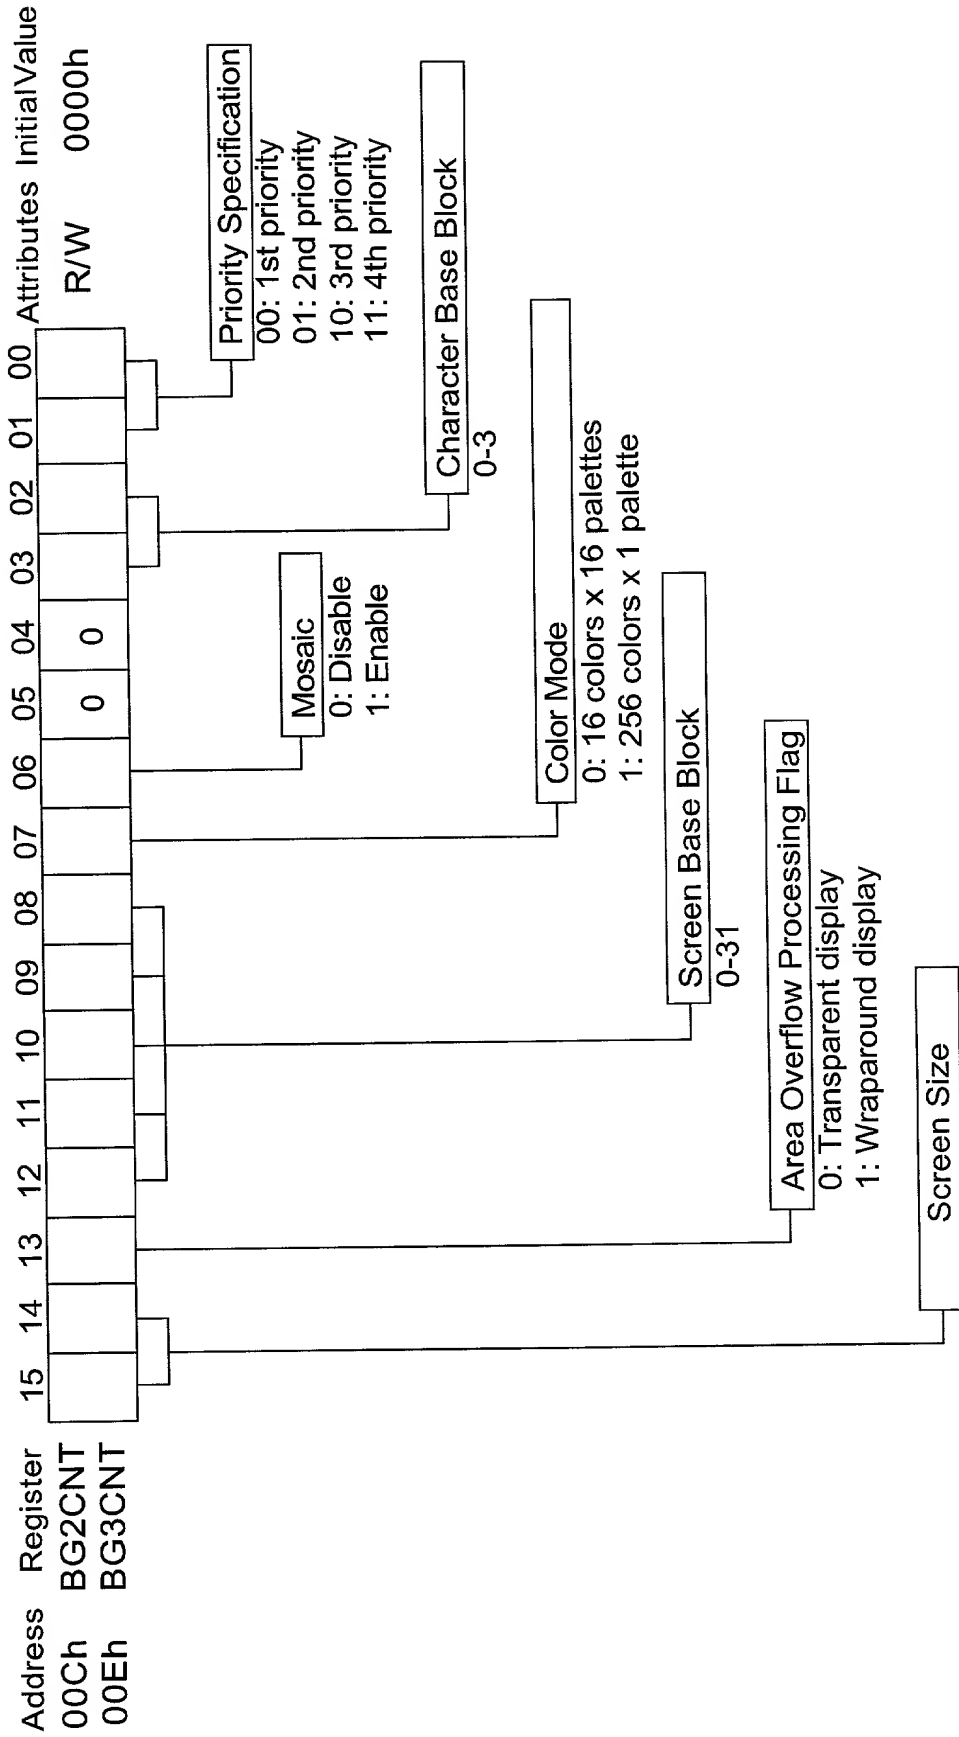 Address Register 15 14 13 12 11 10 09 08 07 06 05 04 03 02 01 00 Attributes InitialValue
00Ch BG2CNT 0 0 R/W 0000h
00Eh BG3CNT
Priority Specification
00: 1st priority
01: 2nd priority
10: 3rd priority
11: 4th priority
Mosaic
0: Disable
1: Enable
Character Base Block
0-3
Color Mode
0: 16 colors x 16 palettes
1: 256 colors x 1 palette
Screen Base Block
0-31
Area Overflow Processing Flag
0: Transparent display
1: Wraparound display
Screen Size